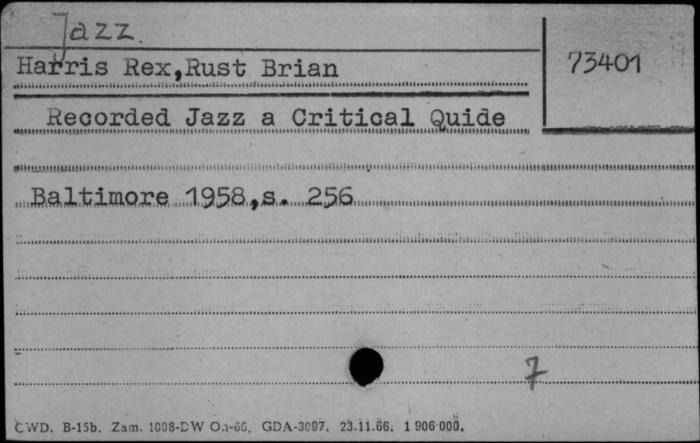 Jazz.
Harris Rex,Rust Brian
73401
Recorded Jazz a Critical Quide
Baltimore 1958,s. 256
7
CWD. B-15b. Zam. 1008-DW Oa-66. GDA-3097. 23.11.66. 1 906 000.